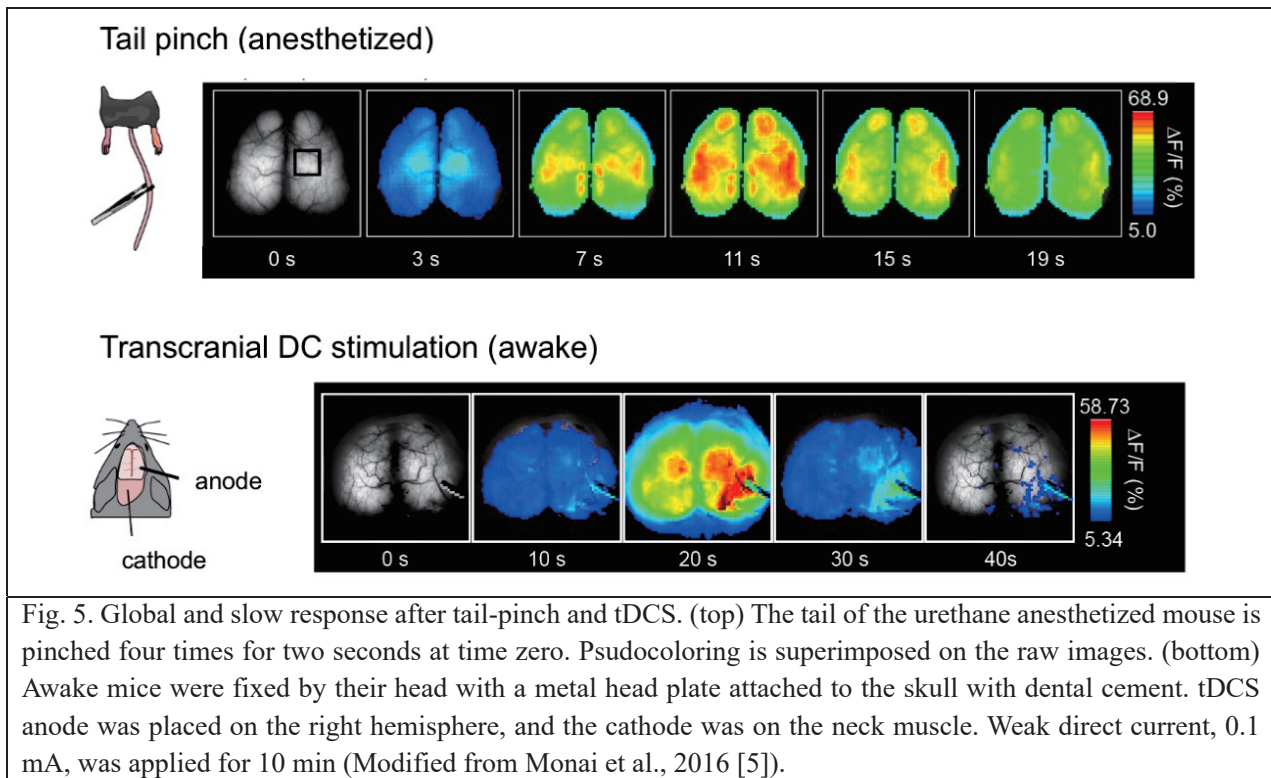 Tail pinch (anesthetized)
68.9
ΔF/F (%)
5.0
0 s 3 s 7 s 11 s 15 s 19 s
Transcranial DC stimulation (awake)
58.73
ΔF/F (%)
5.34
anode
cathode
0 s 10 s 20 s 30 s 40s
Fig. 5. Global and slow response after tail-pinch and tDCS. (top) The tail of the urethane anesthetized mouse is
pinched four times for two seconds at time zero. Psudocoloring is superimposed on the raw images. (bottom)
Awake mice were fixed by their head with a metal head plate attached to the skull with dental cement. tDCS
anode was placed on the right hemisphere, and the cathode was on the neck muscle. Weak direct current, 0.1
mA, was applied for 10 min (Modified from Monai et al., 2016 [5]).